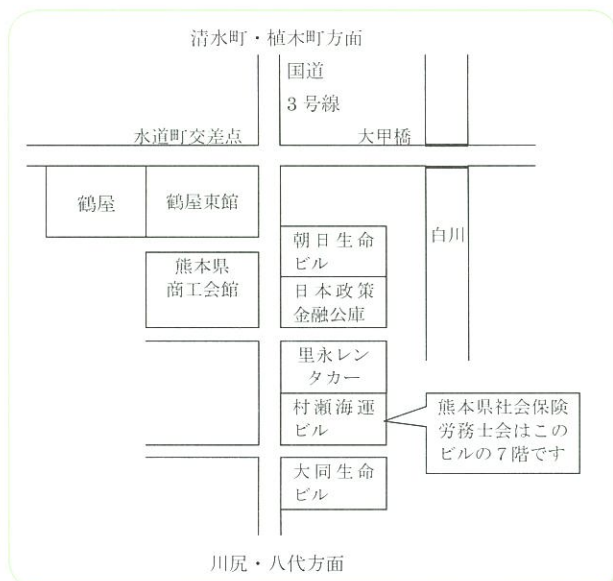 清水町・植木町方面
国道
3号線
水道町交差点
大甲橋
鶴屋
鶴屋東館
白川
朝日生命
ビル
熊本県
商工会館
日本政策
金融公庫
里永レン
タカー
村瀬海運
ビル
熊本県社会保険
労務士会はこの
ビルの7階です
大同生命
ビル
川尻・八代方面